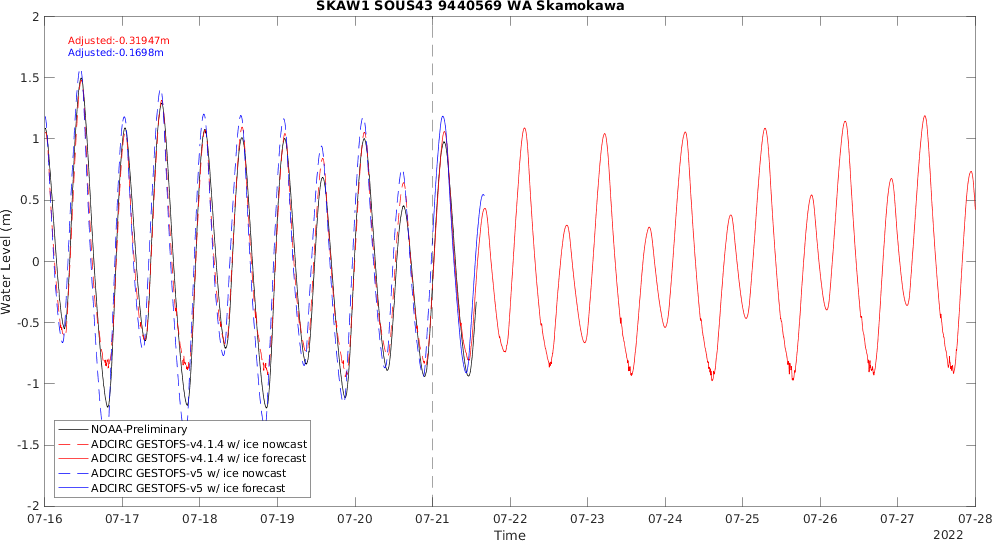 SKAW1 SOUS43 9440569 WA Skamokawa
Adjusted:-0.31947m
Adjusted:-0.1698m
2
1.5
1
0.5
0
-0.5
-1
-1.5
-2
Water Level (m)
NOAA-Preliminary
ADCIRC GESTOFS-v4.1.4 w/ ice nowcast
ADCIRC GESTOFS-v4.1.4 w/ ice forecast
ADCIRC GESTOFS-v5 w/ ice nowcast
ADCIRC GESTOFS-v5 w/ ice forecast
07-16 07-17 07-18 07-19 07-20 07-21 07-22 07-23 07-24 07-25 07-26 07-27 07-28
Time
2022